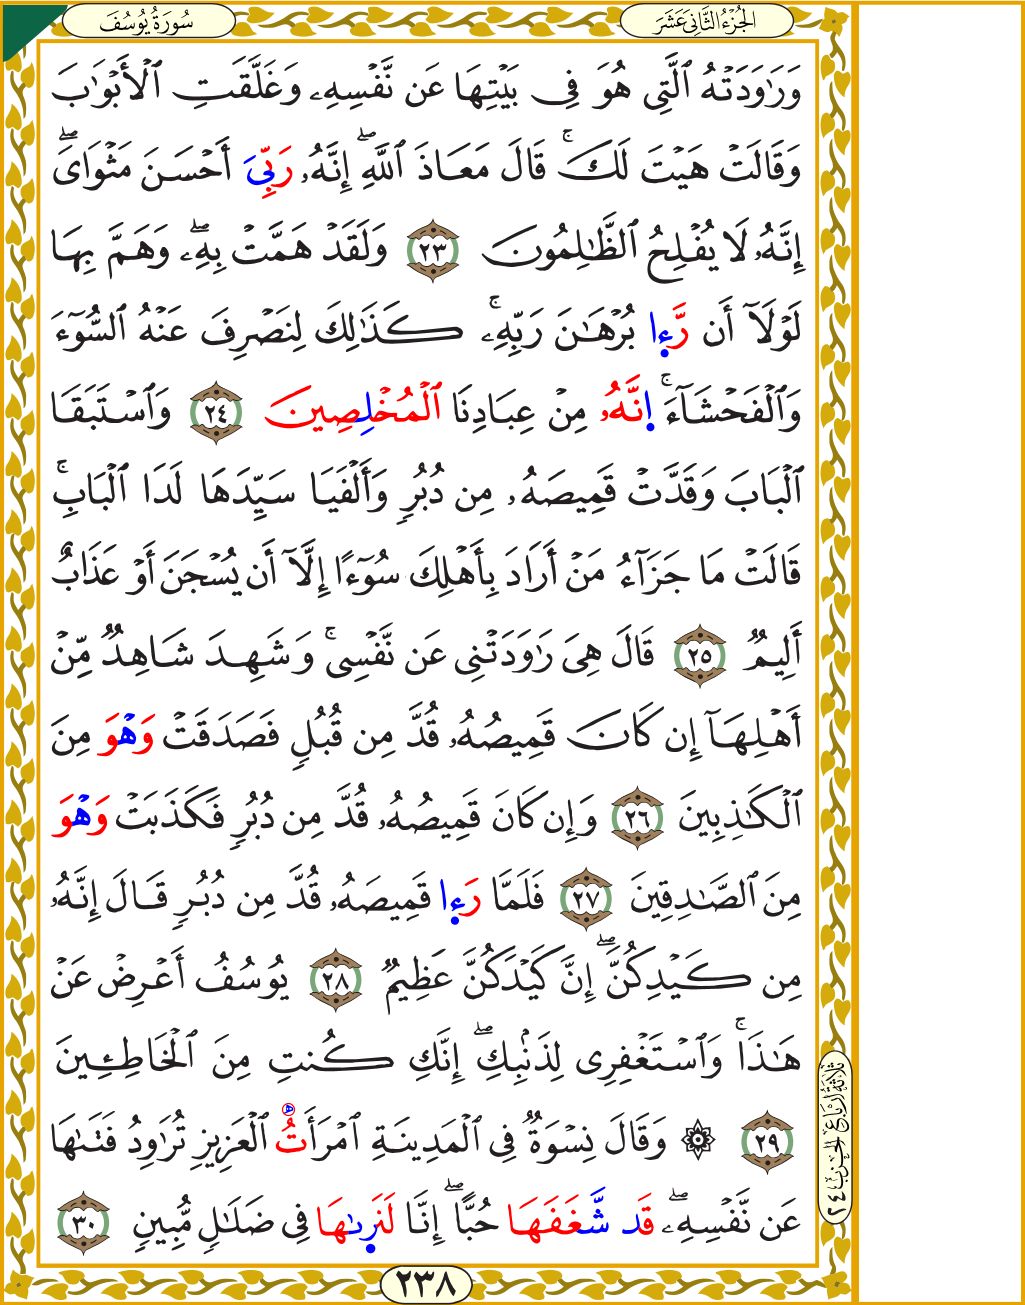 سُورَةُ يُوسُفَ
الجُزْءُ الثَّانِي عَشَرَ
وَرَٰوَدَتْهُ ٱلَّتِي هُوَ فِي بَيْتِهَا عَن نَّفْسِهِۦ وَغَلَّقَتِ ٱلْأَبْوَٰبَ
وَقَالَتْ هَيْتَ لَكَۚ قَالَ مَعَاذَ ٱللَّهِۖ إِنَّهُۥ رَبِّيَ أَحْسَنَ مَثْوَايَۖ
إِنَّهُۥ لَا يُفْلِحُ ٱلظَّٰلِمُونَ ٢٣ وَلَقَدْ هَمَّتْ بِهِۦۖ وَهَمَّ بِهَا
لَوْلَآ أَن رَّءِا بُرْهَٰنَ رَبِّهِۦۚ كَذَٰلِكَ لِنَصْرِفَ عَنْهُ ٱلسُّوٓءَ
وَٱلْفَحْشَآءَۚ اِنَّهُۥ مِنْ عِبَادِنَا ٱلْمُخْلِصِينَ ٢٤ وَٱسْتَبَقَا
ٱلْبَابَ وَقَدَّتْ قَمِيصَهُۥ مِن دُبُرٍ وَأَلْفَيَا سَيِّدَهَا لَدَا ٱلْبَابِۚ
قَالَتْ مَا جَزَآءُ مَنْ أَرَادَ بِأَهْلِكَ سُوٓءًا إِلَّآ أَن يُسْجَنَ أَوْ عَذَابٌ
أَلِيمٌ ٢٥ قَالَ هِيَ رَٰوَدَتْنِي عَن نَّفْسِيۚ وَشَهِدَ شَاهِدٌ مِّنْ
أَهْلِهَآ إِن كَانَ قَمِيصُهُۥ قُدَّ مِن قُبُلٍ فَصَدَقَتْ وَهْوَ مِنَ
ٱلْكَٰذِبِينَ ٢٦ وَإِن كَانَ قَمِيصُهُۥ قُدَّ مِن دُبُرٍ فَكَذَبَتْ وَهْوَ
مِنَ ٱلصَّٰدِقِينَ ٢٧ فَلَمَّا رَءِا قَمِيصَهُۥ قُدَّ مِن دُبُرٍ قَالَ إِنَّهُۥ
مِن كَيْدِكُنَّۖ إِنَّ كَيْدَكُنَّ عَظِيمٌ ٢٨ يُوسُفُ أَعْرِضْ عَنْ
هَٰذَاۚ وَٱسْتَغْفِرِي لِذَنۢبِكِۖ إِنَّكِ كُنتِ مِنَ ٱلْخَاطِـِٔينَ
٢٩ ۞ وَقَالَ نِسْوَةٌ فِي ٱلْمَدِينَةِ ٱمْرَأَتُ ٱلْعَزِيزِ تُرَٰوِدُ فَتَىٰهَا
عَن نَّفْسِهِۦۖ قَد شَّغَفَهَا حُبًّاۖ إِنَّا لَنَرِىٰهَا فِي ضَلَٰلٍ مُّبِينٍ ٣٠
ثَلَاثَةُ أَرْبَاعِ الحِزْبِ ٢٤
٢٣٨